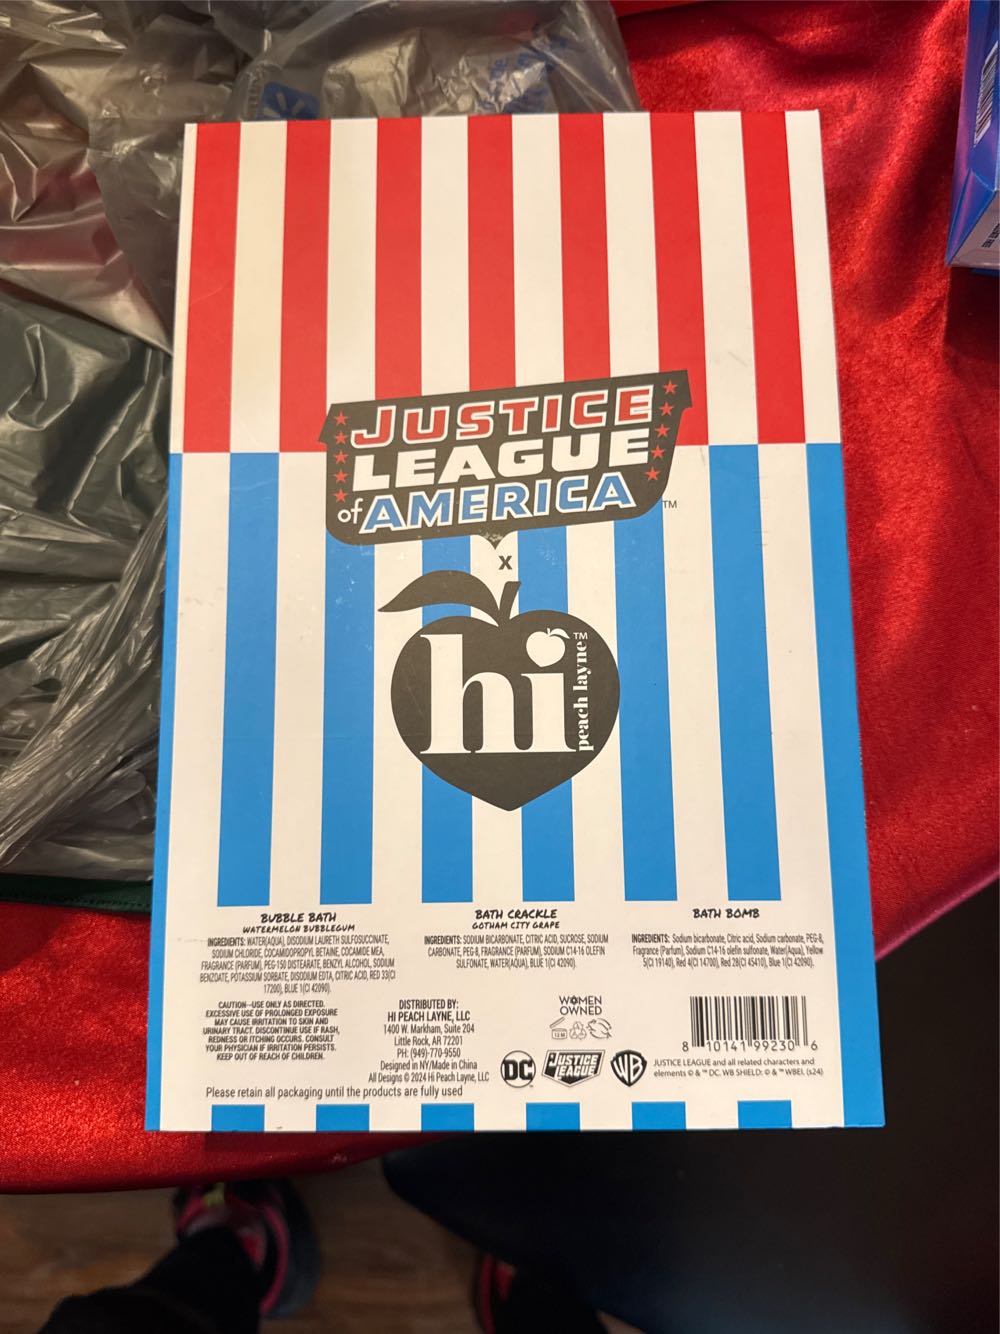 JUSTICE
LEAGUE
of AMERICA TM
x
hi
peach layne™
BUBBLE BATH
WATERMELON BUBBLEGUM
INGREDIENTS: WATER(AQUA), DISODIUM LAURETH SULFOSUCCINATE,
SODIUM CHLORIDE, COCAMIDOPROPYL BETAINE, COCAMIDE MEA,
FRAGRANCE (PARFUM), PEG-150 DISTEARATE, BENZYL ALCOHOL, SODIUM
BENZOATE, POTASSIUM SORBATE, DISODIUM EDTA, CITRIC ACID, RED 33(CI
17200), BLUE 1(CI 42090).
BATH CRACKLE
GOTHAM CITY GRAPE
INGREDIENTS: SODIUM BICARBONATE, CITRIC ACID, SUCROSE, SODIUM
CARBONATE, PEG-8, FRAGRANCE (PARFUM), SODIUM C14-16 OLEFIN
SULFONATE, WATER(AQUA), BLUE 1(CI 42090).
BATH BOMB
INGREDIENTS: Sodium bicarbonate, Citric acid, Sodium carbonate, PEG-8,
Fragrance (Parfum), Sodium C14-16 olefin sulfonate, Water(Aqua), Yellow
5(CI 19140), Red 4(CI 14700), Red 28(CI 45410), Blue 1(CI 42090).
CAUTION--USE ONLY AS DIRECTED.
EXCESSIVE USE OF PROLONGED EXPOSURE
MAY CAUSE IRRITATION TO SKIN AND
URINARY TRACT. DISCONTINUE USE IF RASH,
REDNESS OR ITCHING OCCURS. CONSULT
YOUR PHYSICIAN IF IRRITATION PERSISTS.
KEEP OUT OF REACH OF CHILDREN.
Please retain all packaging until the products are fully used
DISTRIBUTED BY:
HI PEACH LAYNE, LLC
1400 W. Markham, Suite 204
Little Rock, AR 72201
PH: (949)-770-9550
Designed in NY/Made in China
All Designs © 2024 Hi Peach Layne, LLC
WOMEN
OWNED
12 M
DC
JUSTICE
LEAGUE
WB
8 10141 99230 6
JUSTICE LEAGUE and all related characters and
elements © & ™ DC. WB SHIELD: © & ™ WBEI. (s24)